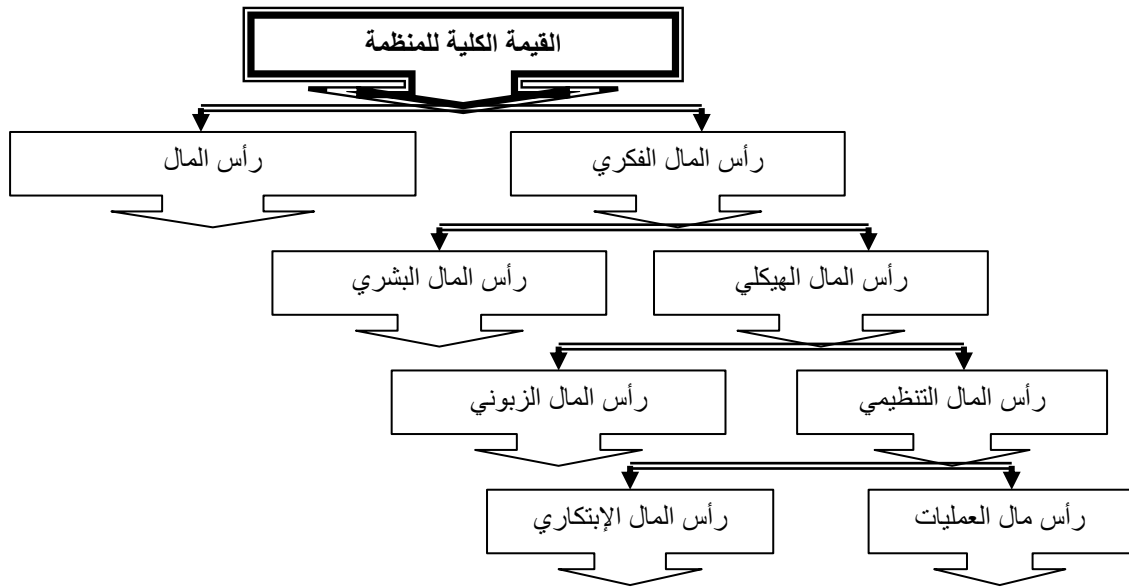 القيمة الكلية للمنظمة
رأس المال الفكري
رأس المال
رأس المال الهيكلي
رأس المال البشري
رأس المال التنظيمي
رأس المال الزبوني
رأس مال العمليات
رأس المال الإبتكاري